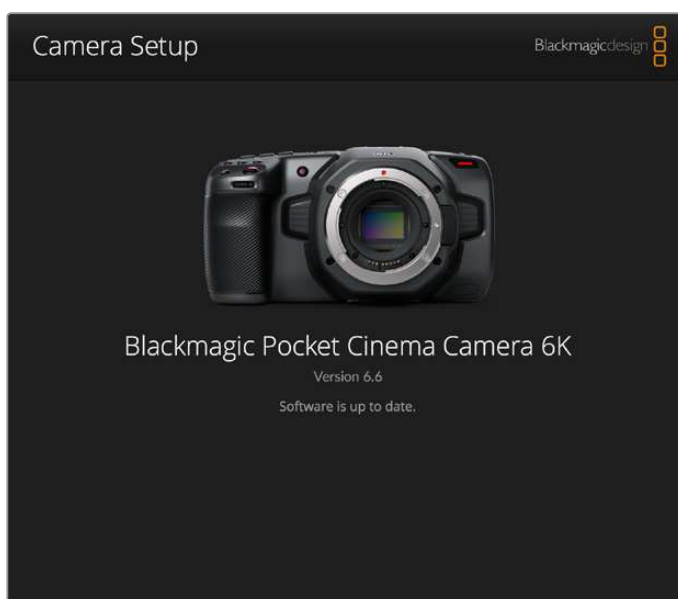 Camera Setup
Blackmagicdesign
Blackmagic Pocket Cinema Camera 6K
Version 6.6
Software is up to date.